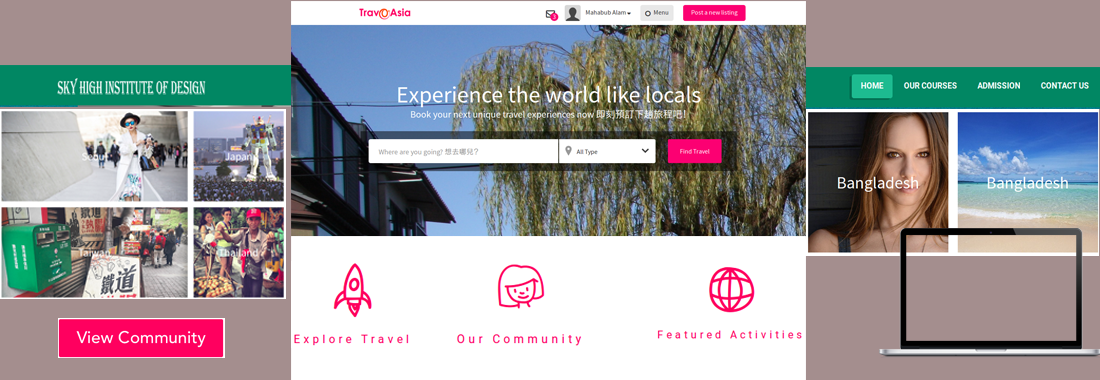 SKY HIGH INSTITUTE OF DESIGN
Seoul
Japan
Taiwan
Thailand
鐵道
View Community
TravOAsia
3
Mahabub Alam
Menu
Post a new listing
Experience the world like locals
Book your next unique travel experiences now 即刻預訂下趟旅程吧!
Where are you going? 想去哪兒?
All Type
Find Travel
Explore Travel
Our Community
Featured Activities
HOME
OUR COURSES
ADMISSION
CONTACT US
Bangladesh
Bangladesh